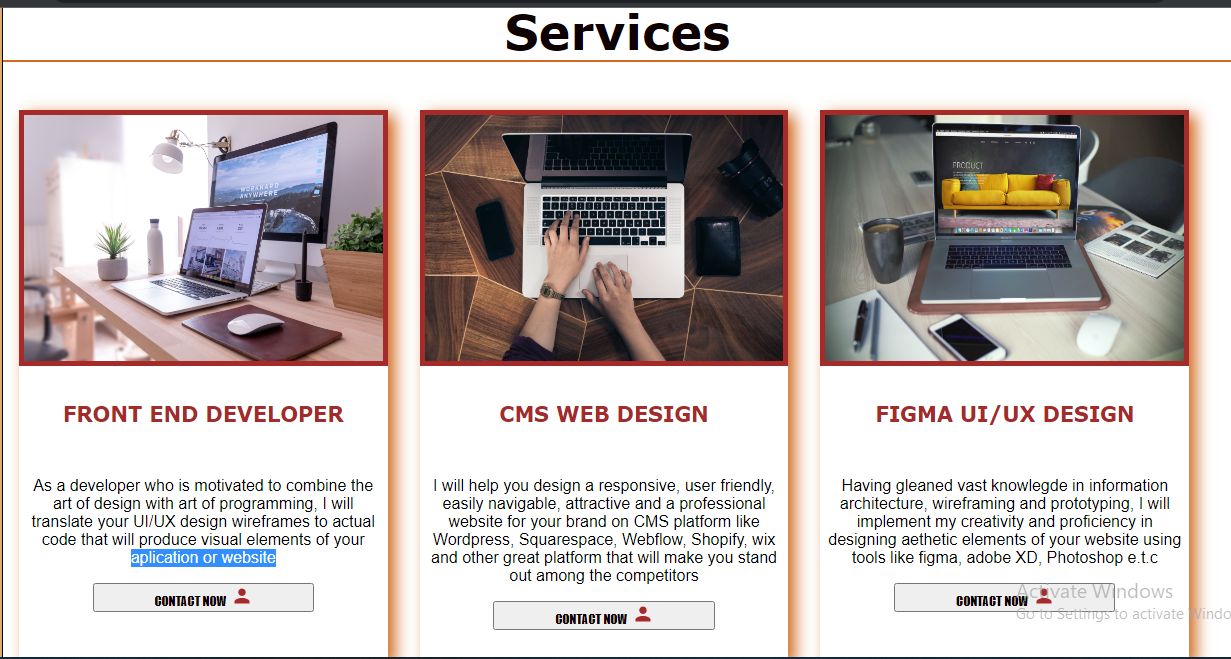 Services
WORKHARD
ANYWHERE
PRODUCT
FRONT END DEVELOPER
As a developer who is motivated to combine the
art of design with art of programming, I will
translate your UI/UX design wireframes to actual
code that will produce visual elements of your
aplication or website
CONTACT NOW
CMS WEB DESIGN
I will help you design a responsive, user friendly,
easily navigable, attractive and a professional
website for your brand on CMS platform like
Wordpress, Squarespace, Webflow, Shopify, wix
and other great platform that will make you stand
out among the competitors
CONTACT NOW
FIGMA UI/UX DESIGN
Having gleaned vast knowlegde in information
architecture, wireframing and prototyping, I will
implement my creativity and proficiency in
designing aethetic elements of your website using
tools like figma, adobe XD, Photoshop e.t.c
CONTACT NOW
Activate Windows
Go to Settings to activate Windo